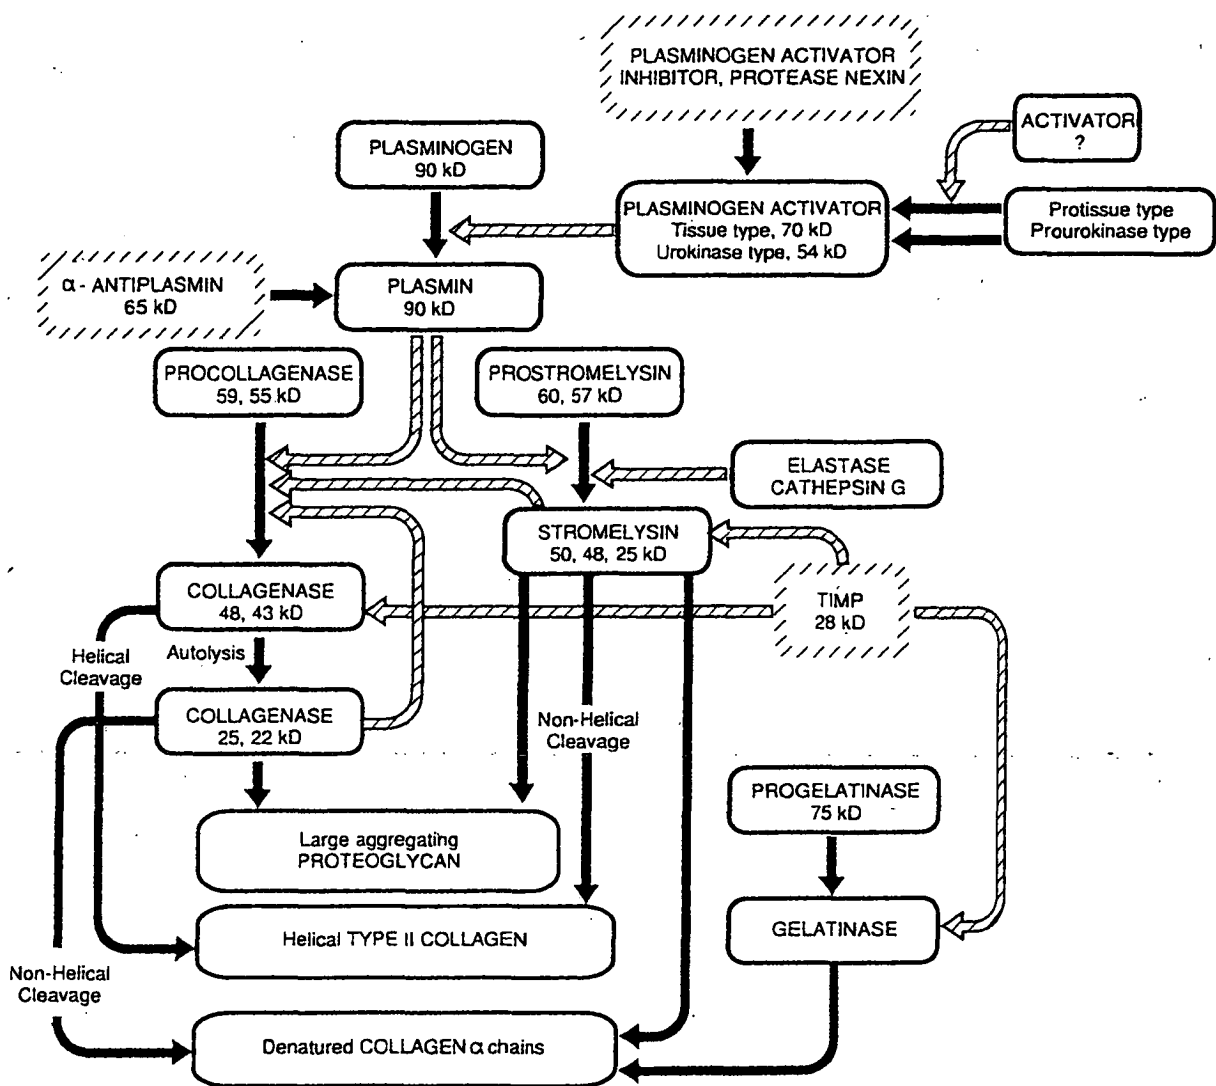 PLASMINOGEN ACTIVATOR
INHIBITOR, PROTEASE NEXIN
ACTIVATOR
?
PLASMINOGEN
90 kD
PLASMINOGEN ACTIVATOR
Tissue type, 70 kD
Urokinase type, 54 kD
Protissue type
Prourokinase type
α - ANTIPLASMIN
65 kD
PLASMIN
90 kD
PROCOLLAGENASE
59, 55 kD
PROSTROMELYSIN
60, 57 kD
ELASTASE
CATHEPSIN G
STROMELYSIN
50, 48, 25 kD
COLLAGENASE
48, 43 kD
TIMP
28 kD
Helical
Cleavage
Autolysis
COLLAGENASE
25, 22 kD
Non-Helical
Cleavage
PROGELATINASE
75 kD
Large aggregating
PROTEOGLYCAN
Helical TYPE II COLLAGEN
GELATINASE
Non-Helical
Cleavage
Denatured COLLAGEN α chains